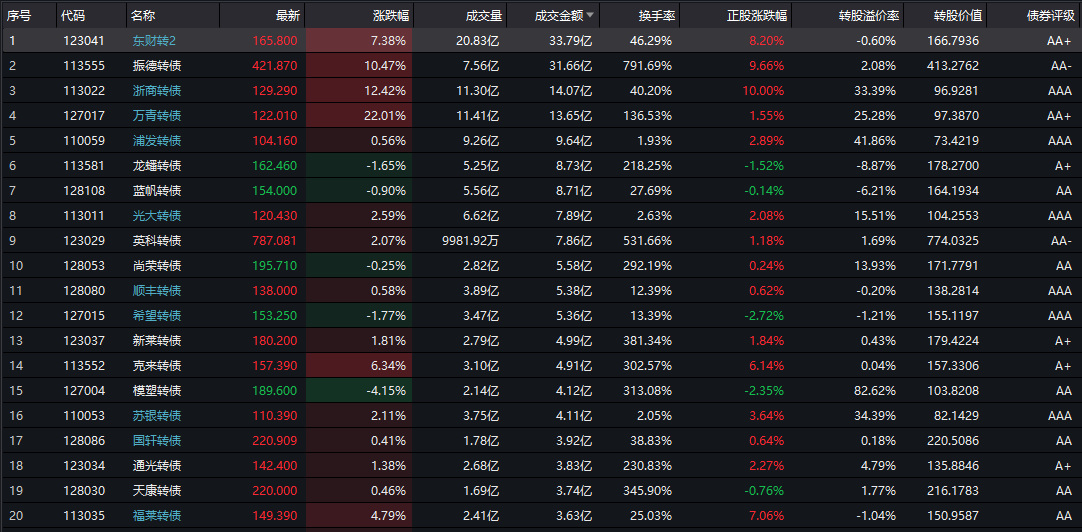 序号 代码 名称 最新 涨跌幅 成交量 成交金额 换手率 正股涨跌幅 转股溢价率 转股价值 债券评级
1 123041 东财转2 165.800 7.38% 20.83亿 33.79亿 46.29% 8.20% -0.60% 166.7936 AA+
2 113555 振德转债 421.870 10.47% 7.56亿 31.66亿 791.69% 9.66% 2.08% 413.2762 AA-
3 113022 浙商转债 129.290 12.42% 11.30亿 14.07亿 40.20% 10.00% 33.39% 96.9281 AAA
4 127017 万青转债 122.010 22.01% 11.41亿 13.65亿 136.53% 1.55% 25.28% 97.3870 AA+
5 110059 浦发转债 104.160 0.56% 9.26亿 9.64亿 1.93% 2.89% 41.86% 73.4219 AAA
6 113581 龙蟠转债 162.460 -1.65% 5.25亿 8.73亿 218.25% -1.52% -8.87% 178.2700 A+
7 128108 蓝帆转债 154.000 -0.90% 5.56亿 8.71亿 27.69% -0.14% -6.21% 164.1934 AA
8 113011 光大转债 120.430 2.59% 6.62亿 7.89亿 2.63% 2.08% 15.51% 104.2553 AAA
9 123029 英科转债 787.081 2.07% 9981.92万 7.86亿 531.66% 1.18% 1.69% 774.0325 AA-
10 128053 尚荣转债 195.710 -0.25% 2.82亿 5.58亿 292.19% 0.24% 13.93% 171.7791 AA
11 128080 顺丰转债 138.000 0.58% 3.89亿 5.38亿 12.39% 0.62% -0.20% 138.2814 AAA
12 127015 希望转债 153.250 -1.77% 3.47亿 5.36亿 13.39% -2.72% -1.21% 155.1197 AAA
13 123037 新莱转债 180.200 1.81% 2.79亿 4.99亿 381.34% 1.84% 0.43% 179.4224 A+
14 113552 克来转债 157.390 6.34% 3.10亿 4.91亿 302.57% 6.14% 0.04% 157.3306 A+
15 127004 模塑转债 189.600 -4.15% 2.14亿 4.12亿 313.08% -2.35% 82.62% 103.8208 AA
16 110053 苏银转债 110.390 2.11% 3.75亿 4.11亿 2.05% 3.64% 34.39% 82.1429 AAA
17 128086 国轩转债 220.909 0.41% 1.78亿 3.92亿 38.83% 0.64% 0.18% 220.5086 AA
18 123034 通光转债 142.400 1.38% 2.68亿 3.83亿 230.83% 2.27% 4.79% 135.8846 A+
19 128030 天康转债 220.000 0.46% 1.69亿 3.74亿 345.90% -0.76% 1.77% 216.1783 AA
20 113035 福莱转债 149.390 4.79% 2.41亿 3.63亿 25.03% 7.06% -1.04% 150.9587 AA